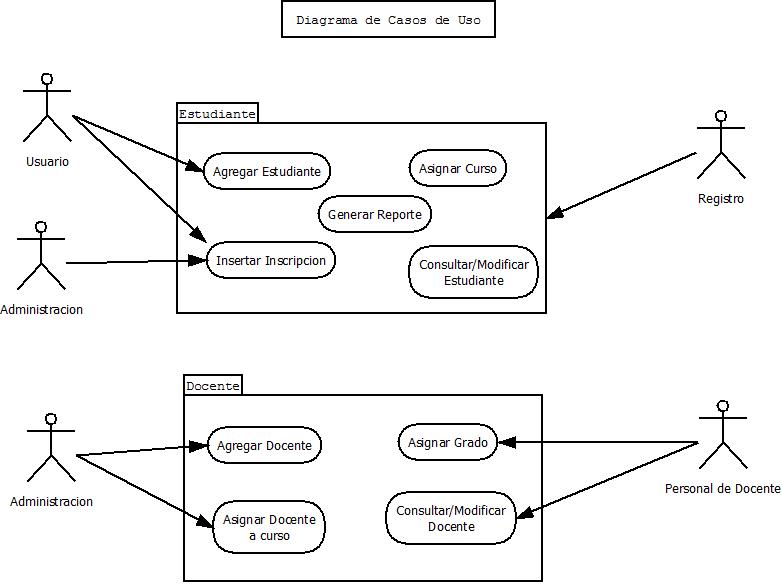 Diagrama de Casos de Uso
Estudiante
Usuario
Agregar Estudiante
Asignar Curso
Registro
Generar Reporte
Administracion
Insertar Inscripcion
Consultar/Modificar
Estudiante
Docente
Administracion
Agregar Docente
Asignar Grado
Personal de Docente
Asignar Docente
a curso
Consultar/Modificar
Docente